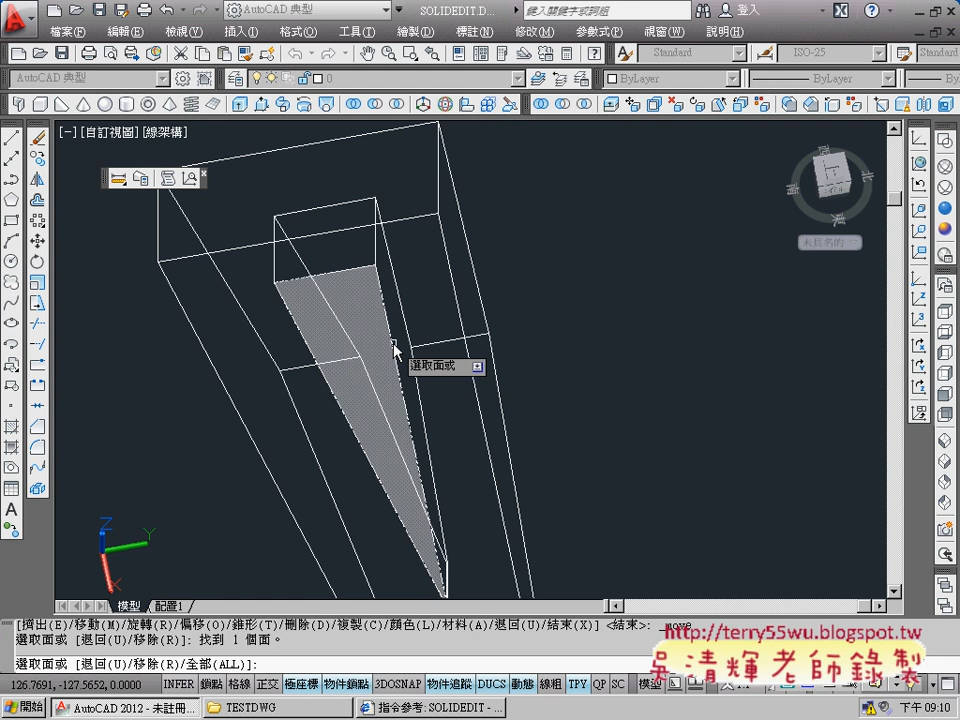 AutoCAD 典型
SOLIDEDIT.D...
鍵入關鍵字或詞組
登入
檔案(F) 編輯(E) 檢視(V) 插入(I) 格式(O) 工具(T) 繪製(D) 標註(N) 修改(M) 參數式(P) 視窗(W) 說明(H)
Standard
ISO-25
Standard
AutoCAD 典型
0
ByLayer
ByLayer
[−][自訂視圖][線架構]
西
南
北
東
未具名的
選取面或
Z
Y
X
模型 配置1
[擠出(E)/移動(M)/旋轉(R)/偏移(O)/錐形(T)/刪除(D)/複製(C)/顏色(L)/材料(A)/退回(U)/結束(X)] <結束>: _move
選取面或 [退回(U)/移除(R)]: 找到 1 個面。
選取面或 [退回(U)/移除(R)/全部(ALL)]:
http://terry55wu.blogspot.tw
吳清輝老師錄製
126.7691, -127.5652, 0.0000
INFER 鎖點 格線 正交 極座標 物件鎖點 3DOSNAP 物件追蹤 DUCS 動態 線粗 TPY QP SC
模型
開始
AutoCAD 2012 - 未註冊...
TESTDWG
指令參考: SOLIDEDIT - ...
下午 09:10